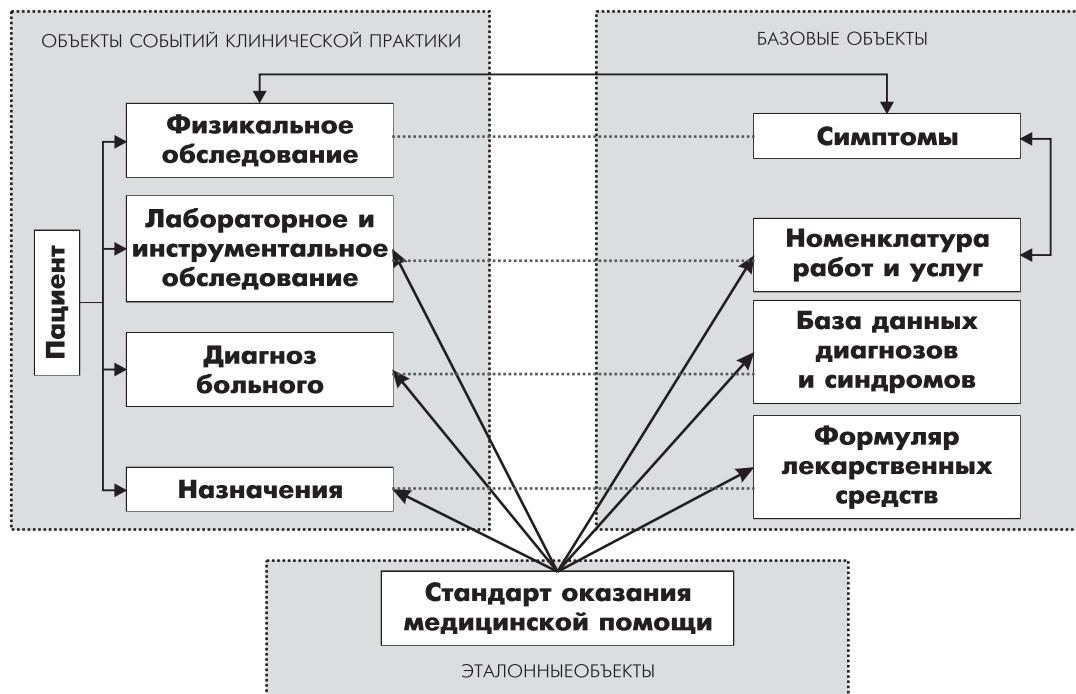 ОБЪЕКТЫ СОБЫТИЙ КЛИНИЧЕСКОЙ ПРАКТИКИ
Пациент
Физикальное
обследование
Лабораторное и
инструментальное
обследование
Диагноз
больного
Назначения
БАЗОВЫЕ ОБЪЕКТЫ
Симптомы
Номенклатура
работ и услуг
База данных
диагнозов
и синдромов
Формуляр
лекарственных
средств
Стандарт оказания
медицинской помощи
ЭТАЛОННЫЕОБЪЕКТЫ